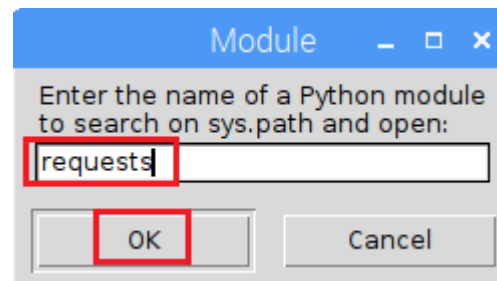 Module
Enter the name of a Python module
to search on sys.path and open:
requests
OK
Cancel